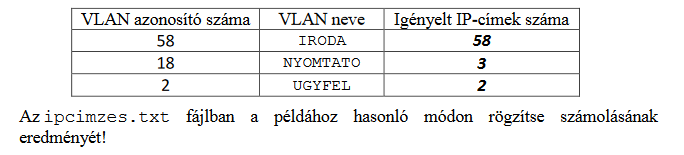 VLAN azonosító száma VLAN neve Igényelt IP-címek száma
58 IRODA 58
18 NYOMTATO 3
2 UGYFEL 2
Az ipcimzes.txt fájlban a példához hasonló módon rögzítse számolásának
eredményét!